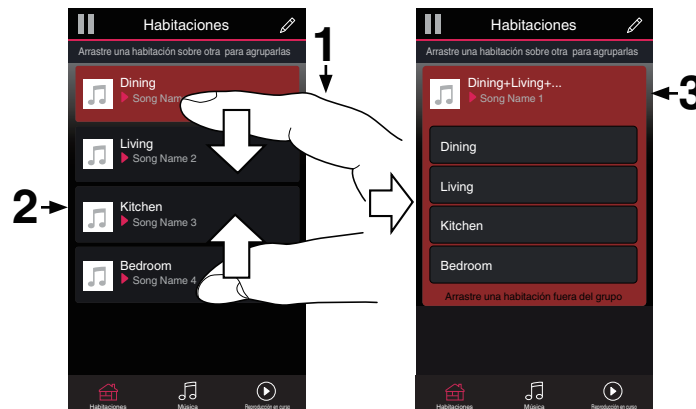 Habitaciones
Arrastre una habitación sobre otra para agruparlas
1
Dining
Song Nam
Living
Song Name 2
2
Kitchen
Song Name 3
Bedroom
Song Name 4
Habitaciones
Música
Reproducción en curso
Habitaciones
Arrastre una habitación sobre otra para agruparlas
Dining+Living+...
Song Name 1
3
Dining
Living
Kitchen
Bedroom
Arrastre una habitación fuera del grupo
Habitaciones
Música
Reproducción en curso